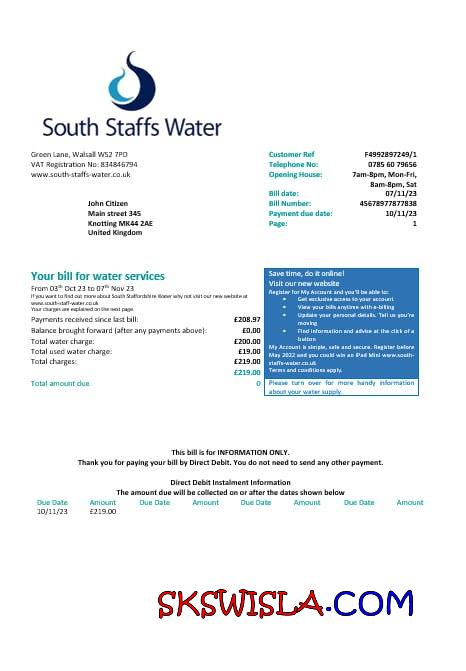 South Staffs Water
Green Lane, Walsall WS2 7PD
VAT Registration No: 834846794
www.south-staffs-water.co.uk
Customer Ref F4992897249/1
Telephone No: 0785 60 79656
Opening House: 7am-8pm, Mon-Fri,
8am-8pm, Sat
Bill date: 07/11/23
Bill Number: 45678977877838
Payment due date: 10/11/23
Page: 1
John Citizen
Main street 345
Knotting MK44 2AE
United Kingdom
Your bill for water services
From 03th Oct 23 to 07th Nov 23
If you want to find out more about South Staffordshire Water why not visit our new website at
www.south-staff-water.co.uk
Your charges are explained on the next page.
Payments received since last bill: £208.97
Balance brought forward (after any payments above): £0.00
Total water charge: £200.00
Total used water charge: £19.00
Total charges: £219.00
£219.00
Total amount due 0
Save time, do it online!
Visit our new website
Register for My Account and you'll be able to:
• Get exclusive access to your account
• View your bills anytime with e-billing
• Update your personal details. Tell us you're
moving
• Find information and advice at the click of a
button
My Account is simple, safe and secure. Register before
May 2022 and you could win an iPad Mini www.south-
staffs-water.co.uk
Terms and conditions apply.
Please turn over for more handy information
about your water supply.
This bill is for INFORMATION ONLY.
Thank you for paying your bill by Direct Debit. You do not need to send any other payment.
Direct Debit Instalment Information
The amount due will be collected on or after the dates shown below
Due Date Amount Due Date Amount Due Date Amount Due Date Amount
10/11/23 £219.00
SKSWISLA.COM